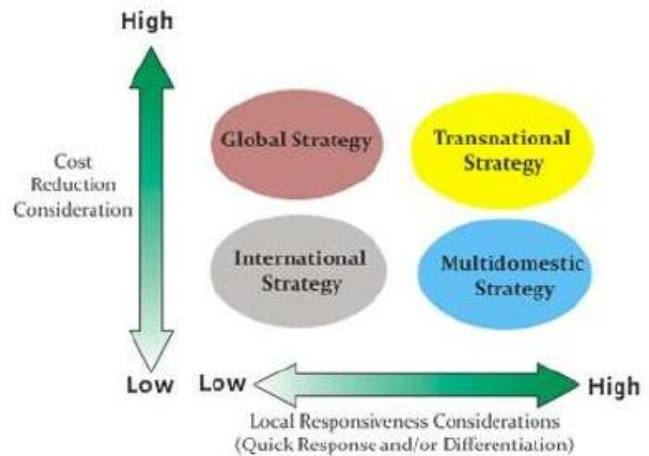 High
Global Strategy
Transnational
Strategy
Cost
Reduction
Consideration
International
Strategy
Multidomestic
Strategy
Low
Low
High
Local Responsiveness Considerations
(Quick Response and/or Differentiation)